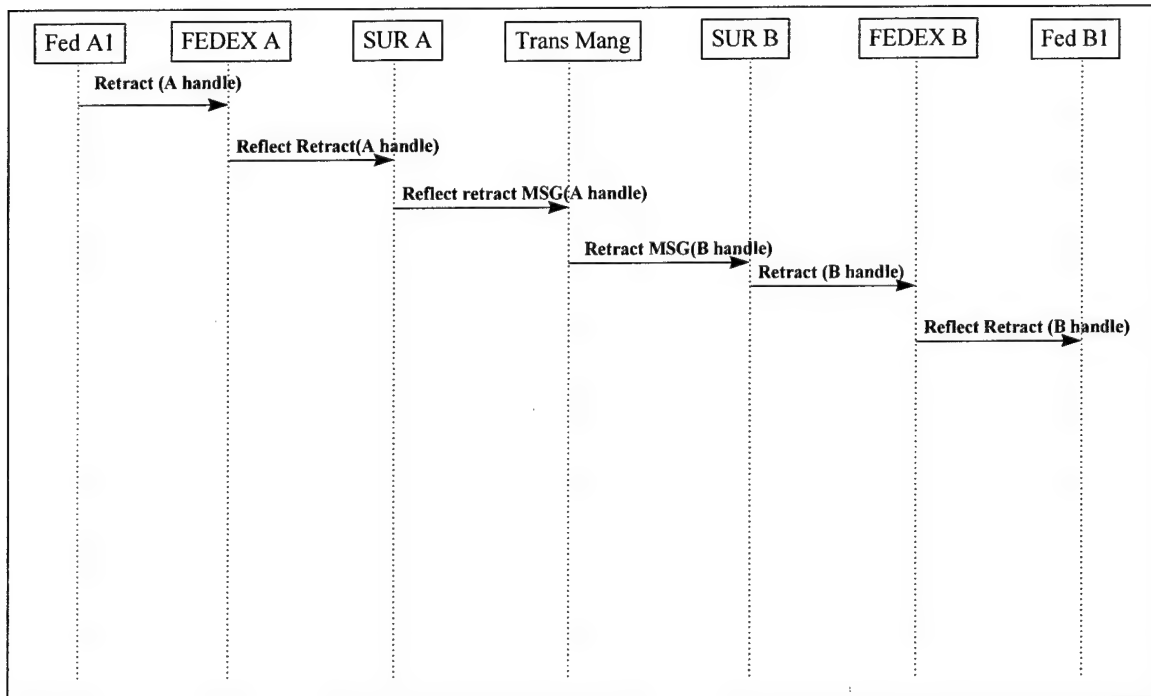 Fed A1 FEDEX A SUR A Trans Mang SUR B FEDEX B Fed B1
Retract (A handle)
Reflect Retract(A handle)
Reflect retract MSG(A handle)
Retract MSG(B handle)
Retract (B handle)
Reflect Retract (B handle)